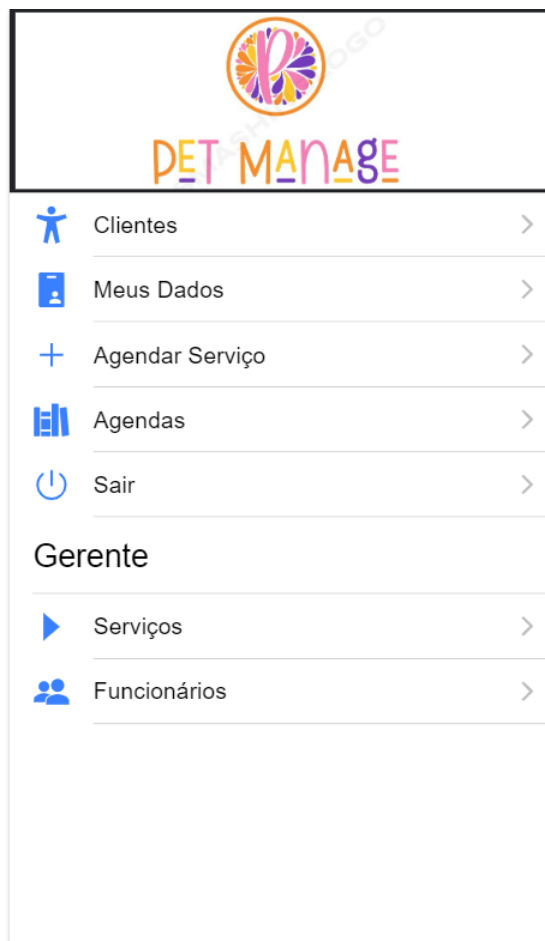 PET MANAGE
Clientes
Meus Dados
Agendar Serviço
Agendas
Sair
Gerente
Serviços
Funcionários